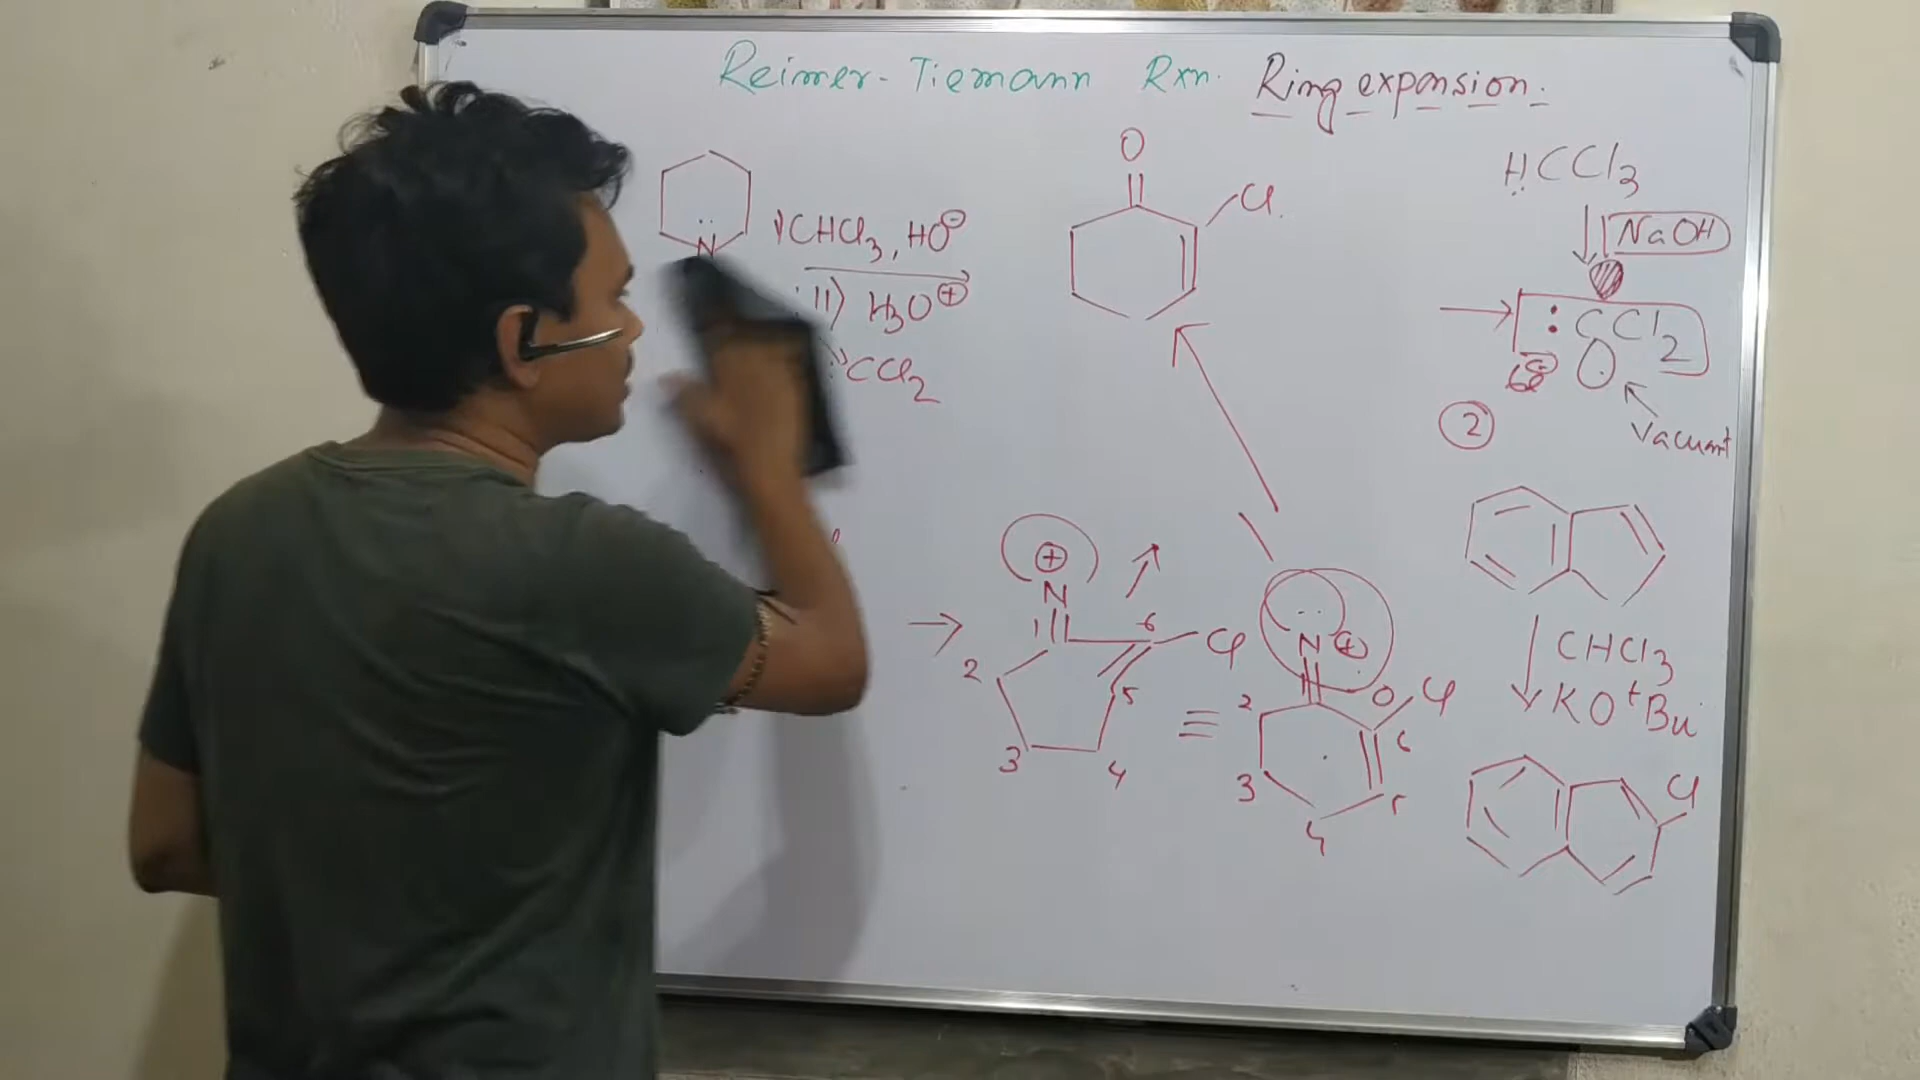 Reimer-Tiemann Rxn. Ring expansion.
N
i) CHCl3, HO⊖
ii) H3O⊕
:CCl2
O
Cl
HCCl3
NaOH
:CCl2
6e⊖
Vacant
2
→
⊕
N
1
2
3
4
5
6
Cl
≡
N ⊕
2
3
4
5
6
Cl
CHCl3
KOtBu
Cl